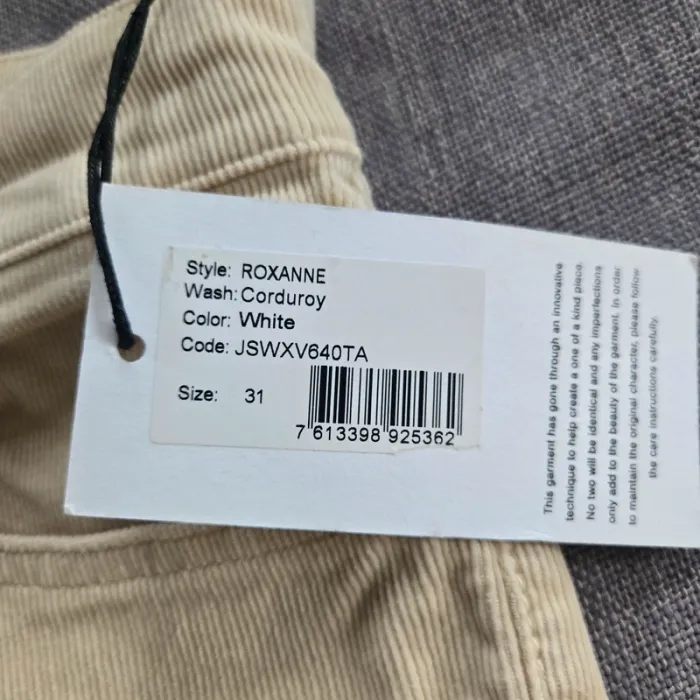 Style: ROXANNE
Wash: Corduroy
Color: White
Code: JSWXV640TA
Size: 31
7 613398 925362
This garment has gone through an innovative
technique to help create a one of a kind piece.
No two will be identical and any imperfections
only add to the beauty of the garment. In order
to maintain the original character, please follow
the care instructions carefully.